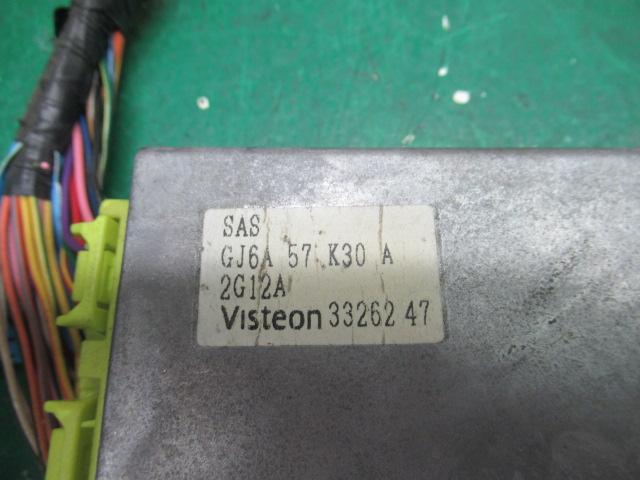 SAS
GJ6A 57 K30 A
2G12A
Visteon 33262 47